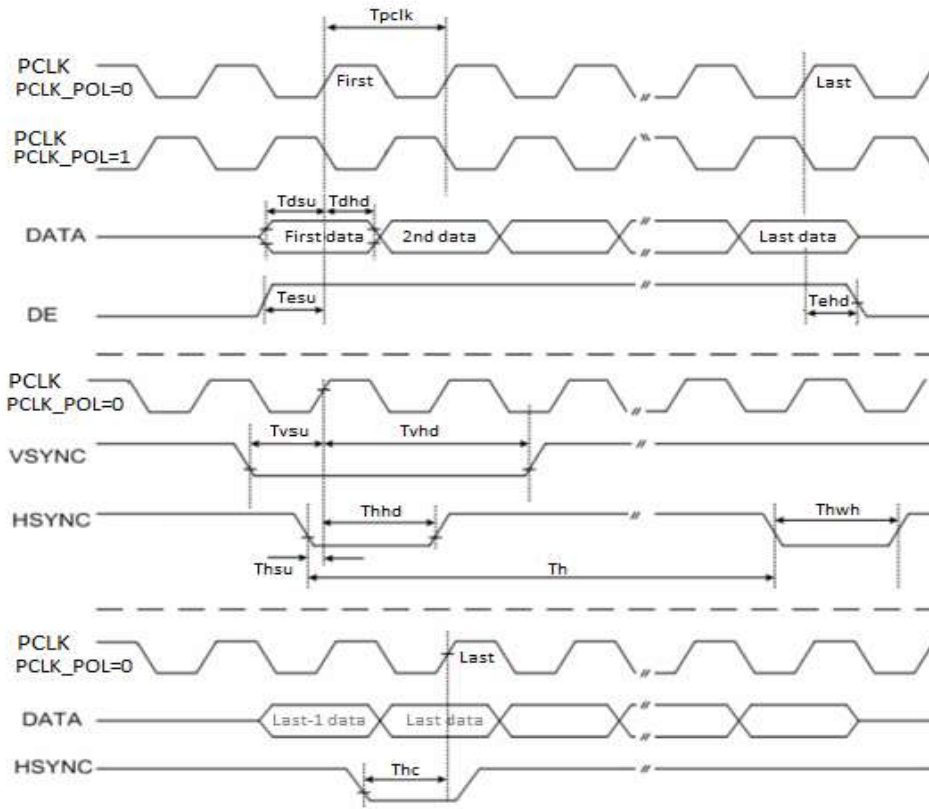 Tpclk
PCLK
PCLK_POL=0
First
Last
PCLK
PCLK_POL=1
Tdsu
Tdhd
DATA
First data
2nd data
Last data
Tesu
Tehd
DE
PCLK
PCLK_POL=0
Tvsu
Tvhd
VSYNC
HSYNC
Thhd
Thwh
Thsu
Th
PCLK
PCLK_POL=0
Last
DATA
Last-1 data
Last data
HSYNC
Thc